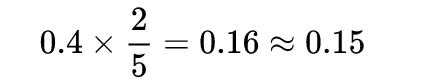 0.4 × 2/5 = 0.16 ≈ 0.15